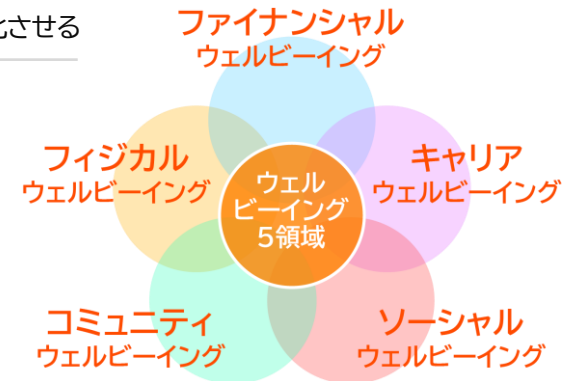 化させる
ファイナンシャル
ウェルビーイング
フィジカル
ウェルビーイング
キャリア
ウェルビーイング
ウェル
ビーイング
5領域
コミュニティ
ウェルビーイング
ソーシャル
ウェルビーイング